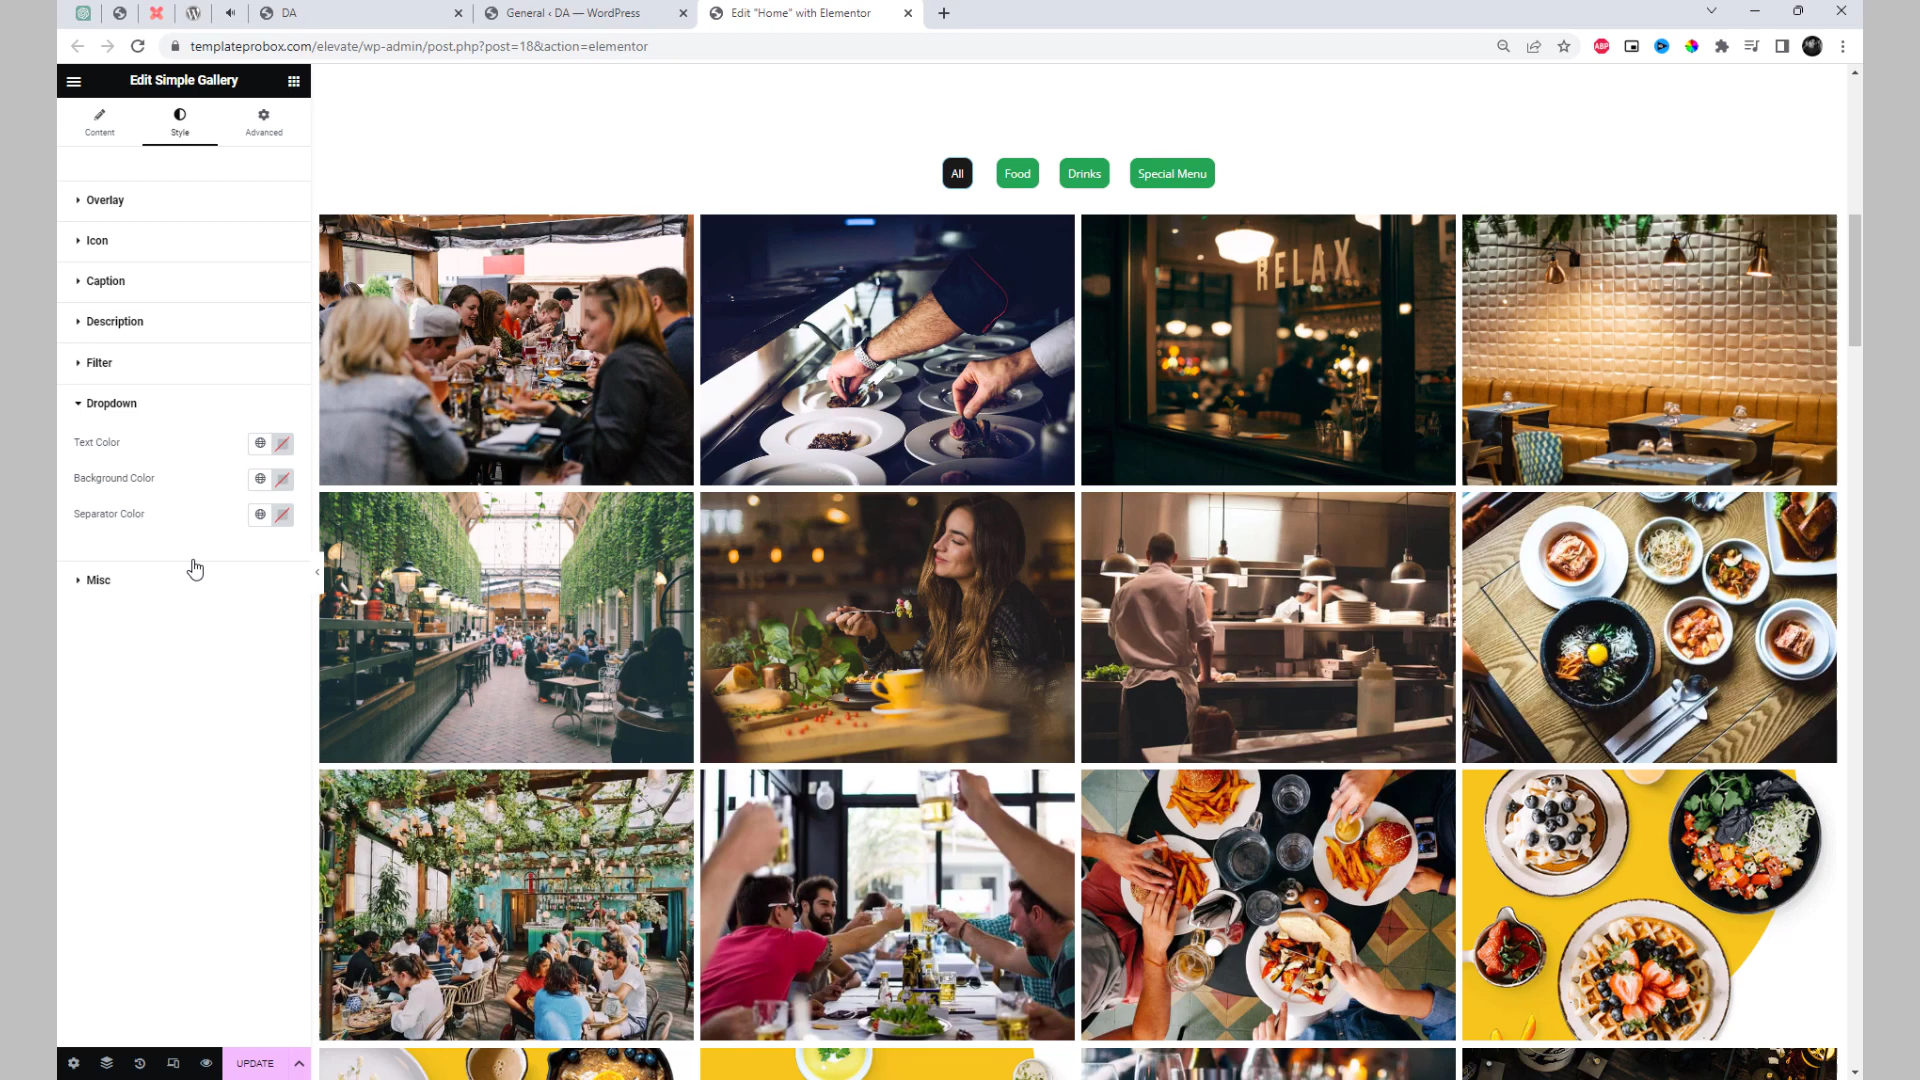 DA
General ‹ DA — WordPress
Edit "Home" with Elementor
templateprobox.com/elevate/wp-admin/post.php?post=18&action=elementor
ABP
Edit Simple Gallery
Content
Style
Advanced
Overlay
Icon
Caption
Description
Filter
Dropdown
Text Color
Background Color
Separator Color
Misc
UPDATE
All
Food
Drinks
Special Menu
RELAX